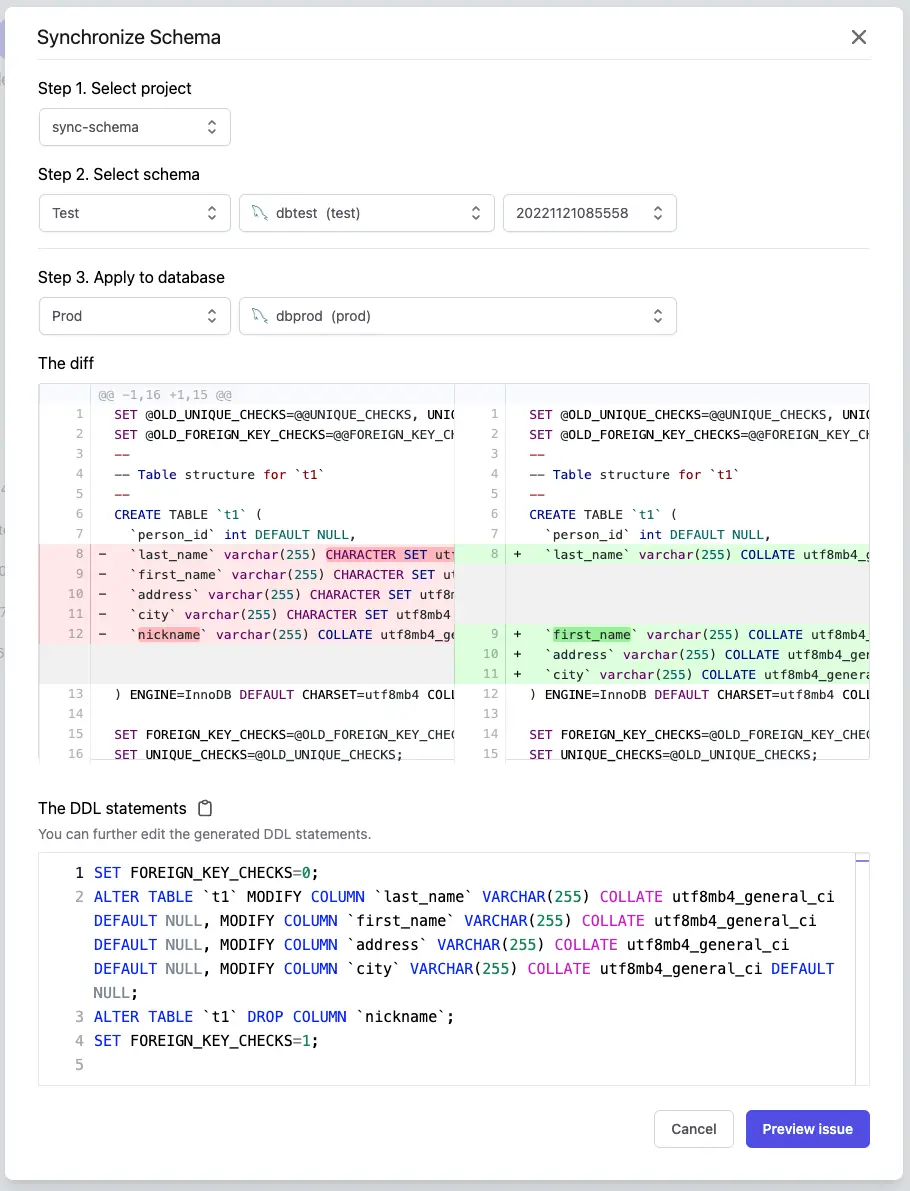 Synchronize Schema
Step 1. Select project
sync-schema
Step 2. Select schema
Test
dbtest (test)
20221121085558
Step 3. Apply to database
Prod
dbprod (prod)
The diff
@@ -1,16 +1,15 @@
1 SET @OLD_UNIQUE_CHECKS=@@UNIQUE_CHECKS, UNI
2 SET @OLD_FOREIGN_KEY_CHECKS=@@FOREIGN_KEY_
3 --
4 -- Table structure for `t1`
5 --
6 CREATE TABLE `t1` (
7 `person_id` int DEFAULT NULL,
8 - `last_name` varchar(255) CHARACTER SET ut
9 - `first_name` varchar(255) CHARACTER SET u
10 - `address` varchar(255) CHARACTER SET utf8
11 - `city` varchar(255) CHARACTER SET utf8mb4
12 - `nickname` varchar(255) COLLATE utf8mb4_g
13 ) ENGINE=InnoDB DEFAULT CHARSET=utf8mb4 COL
14
15 SET FOREIGN_KEY_CHECKS=@OLD_FOREIGN_KEY_CHE
16 SET UNIQUE_CHECKS=@OLD_UNIQUE_CHECKS;
1 SET @OLD_UNIQUE_CHECKS=@@UNIQUE_CHECKS, UNI
2 SET @OLD_FOREIGN_KEY_CHECKS=@@FOREIGN_KEY_
3 --
4 -- Table structure for `t1`
5 --
6 CREATE TABLE `t1` (
7 `person_id` int DEFAULT NULL,
8 + `last_name` varchar(255) COLLATE utf8mb4_
9 + `first_name` varchar(255) COLLATE utf8mb4_
10 + `address` varchar(255) COLLATE utf8mb4_ge
11 + `city` varchar(255) COLLATE utf8mb4_genera
12 ) ENGINE=InnoDB DEFAULT CHARSET=utf8mb4 COL
13
14 SET FOREIGN_KEY_CHECKS=@OLD_FOREIGN_KEY_CHE
15 SET UNIQUE_CHECKS=@OLD_UNIQUE_CHECKS;
The DDL statements
You can further edit the generated DDL statements.
1 SET FOREIGN_KEY_CHECKS=0;
2 ALTER TABLE `t1` MODIFY COLUMN `last_name` VARCHAR(255) COLLATE utf8mb4_general_ci
DEFAULT NULL, MODIFY COLUMN `first_name` VARCHAR(255) COLLATE utf8mb4_general_ci
DEFAULT NULL, MODIFY COLUMN `address` VARCHAR(255) COLLATE utf8mb4_general_ci
DEFAULT NULL, MODIFY COLUMN `city` VARCHAR(255) COLLATE utf8mb4_general_ci DEFAULT
NULL;
3 ALTER TABLE `t1` DROP COLUMN `nickname`;
4 SET FOREIGN_KEY_CHECKS=1;
5
Cancel
Preview issue